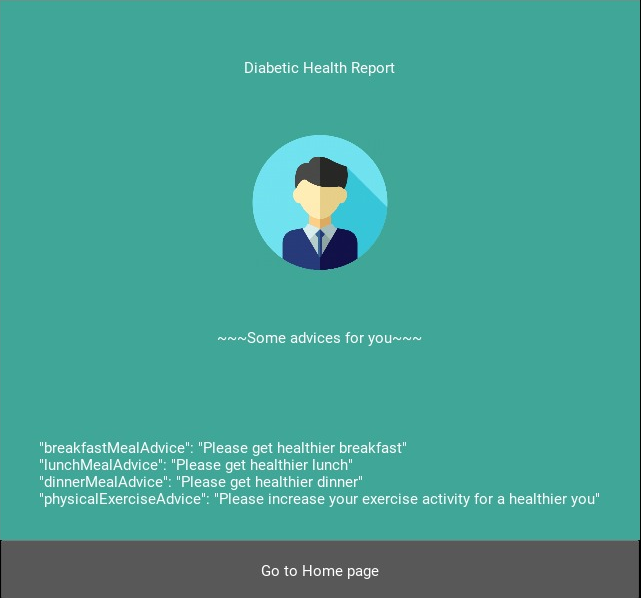 Diabetic Health Report
~~~Some advices for you~~~
"breakfastMealAdvice": "Please get healthier breakfast"
"lunchMealAdvice": "Please get healthier lunch"
"dinnerMealAdvice": "Please get healthier dinner"
"physicalExerciseAdvice": "Please increase your exercise activity for a healthier you"
Go to Home page